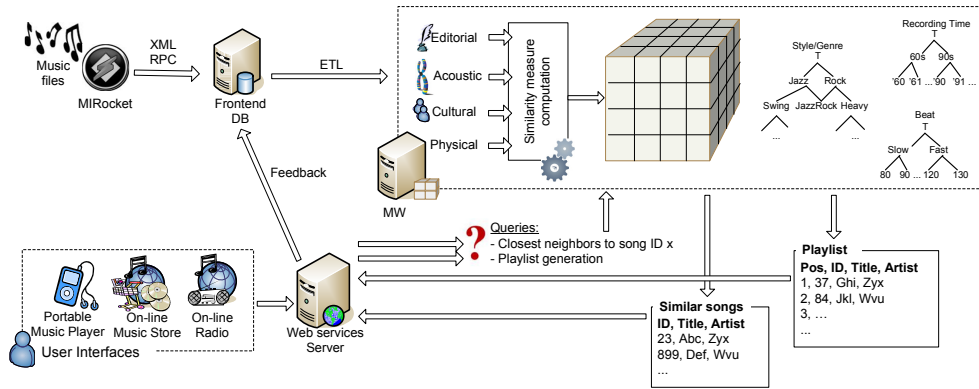 Music files
MIRocket
XML
RPC
Frontend
DB
ETL
Editorial
Acoustic
Cultural
Physical
Similarity measure
computation
MW
Style/Genre
T
Jazz Rock
Swing JazzRock Heavy
... ...
Recording Time
T
60s 90s
'60 '61 ... '90 '91 ...
Beat
T
Slow Fast
80 90 ... 120 130
Feedback
?
Queries:
- Closest neighbors to song ID x
- Playlist generation
Portable
Music Player
On-line
Music Store
On-line
Radio
User Interfaces
Web services
Server
Similar songs
ID, Title, Artist
23, Abc, Zyx
899, Def, Wvu
...
Playlist
Pos, ID, Title, Artist
1, 37, Ghi, Zyx
2, 84, Jkl, Wvu
3, ...
...